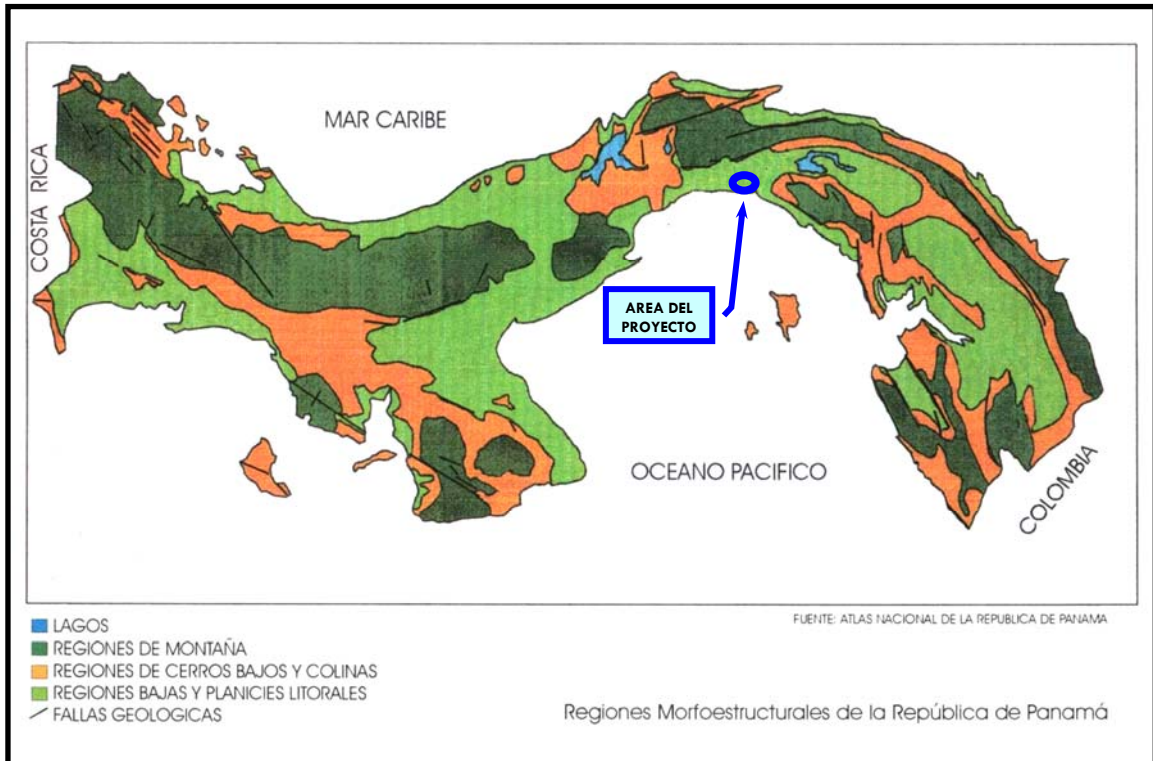 MAR CARIBE
COSTA RICA
AREA DEL
PROYECTO
OCEANO PACIFICO
COLOMBIA
FUENTE: ATLAS NACIONAL DE LA REPUBLICA DE PANAMA
LAGOS
REGIONES DE MONTAÑA
REGIONES DE CERROS BAJOS Y COLINAS
REGIONES BAJAS Y PLANICIES LITORALES
FALLAS GEOLOGICAS
Regiones Morfoestructurales de la República de Panamá